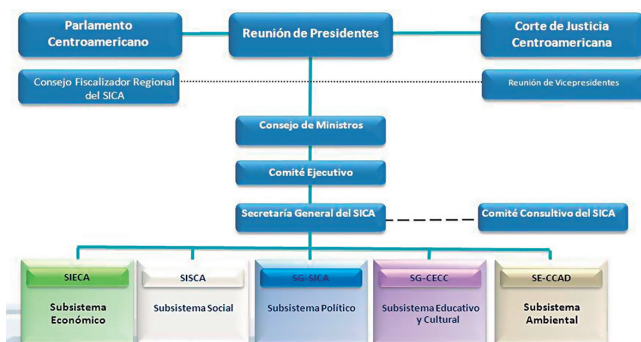 Parlamento
Centroamericano
Reunión de Presidentes
Corte de Justicia
Centroamericana
Consejo Fiscalizador Regional
del SICA
Reunión de Vicepresidentes
Consejo de Ministros
Comité Ejecutivo
Secretaría General del SICA
Comité Consultivo del SICA
SIECA
SISCA
SG-SICA
SG-CECC
SE-CCAD
Subsistema
Económico
Subsistema Social
Subsistema Político
Subsistema Educativo
y Cultural
Subsistema
Ambiental